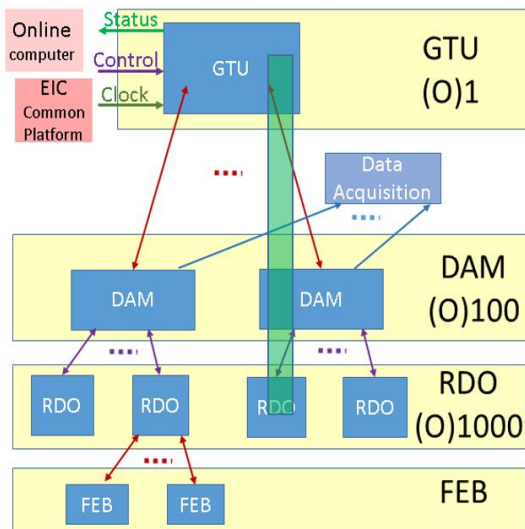 Status
Online
computer
Control
GTU
GTU
(O)1
EIC
Common
Platform
Clock
Data
Acquisition
DAM
DAM
DAM
(O)100
RDO
RDO
RDO
RDO
RDO
(O)1000
FEB
FEB
FEB